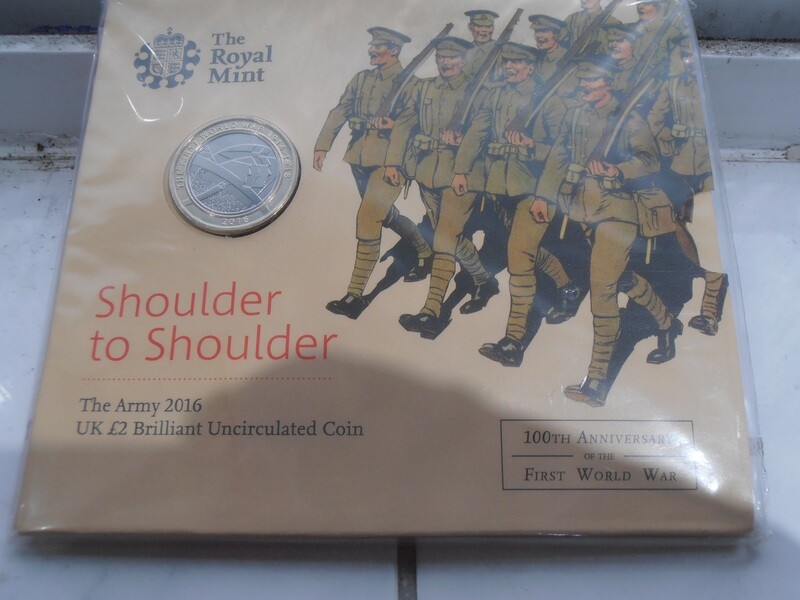 The
Royal
Mint
2016
Shoulder
to Shoulder
The Army 2016
UK £2 Brilliant Uncirculated Coin
100TH ANNIVERSARY
OF THE
FIRST WORLD WAR